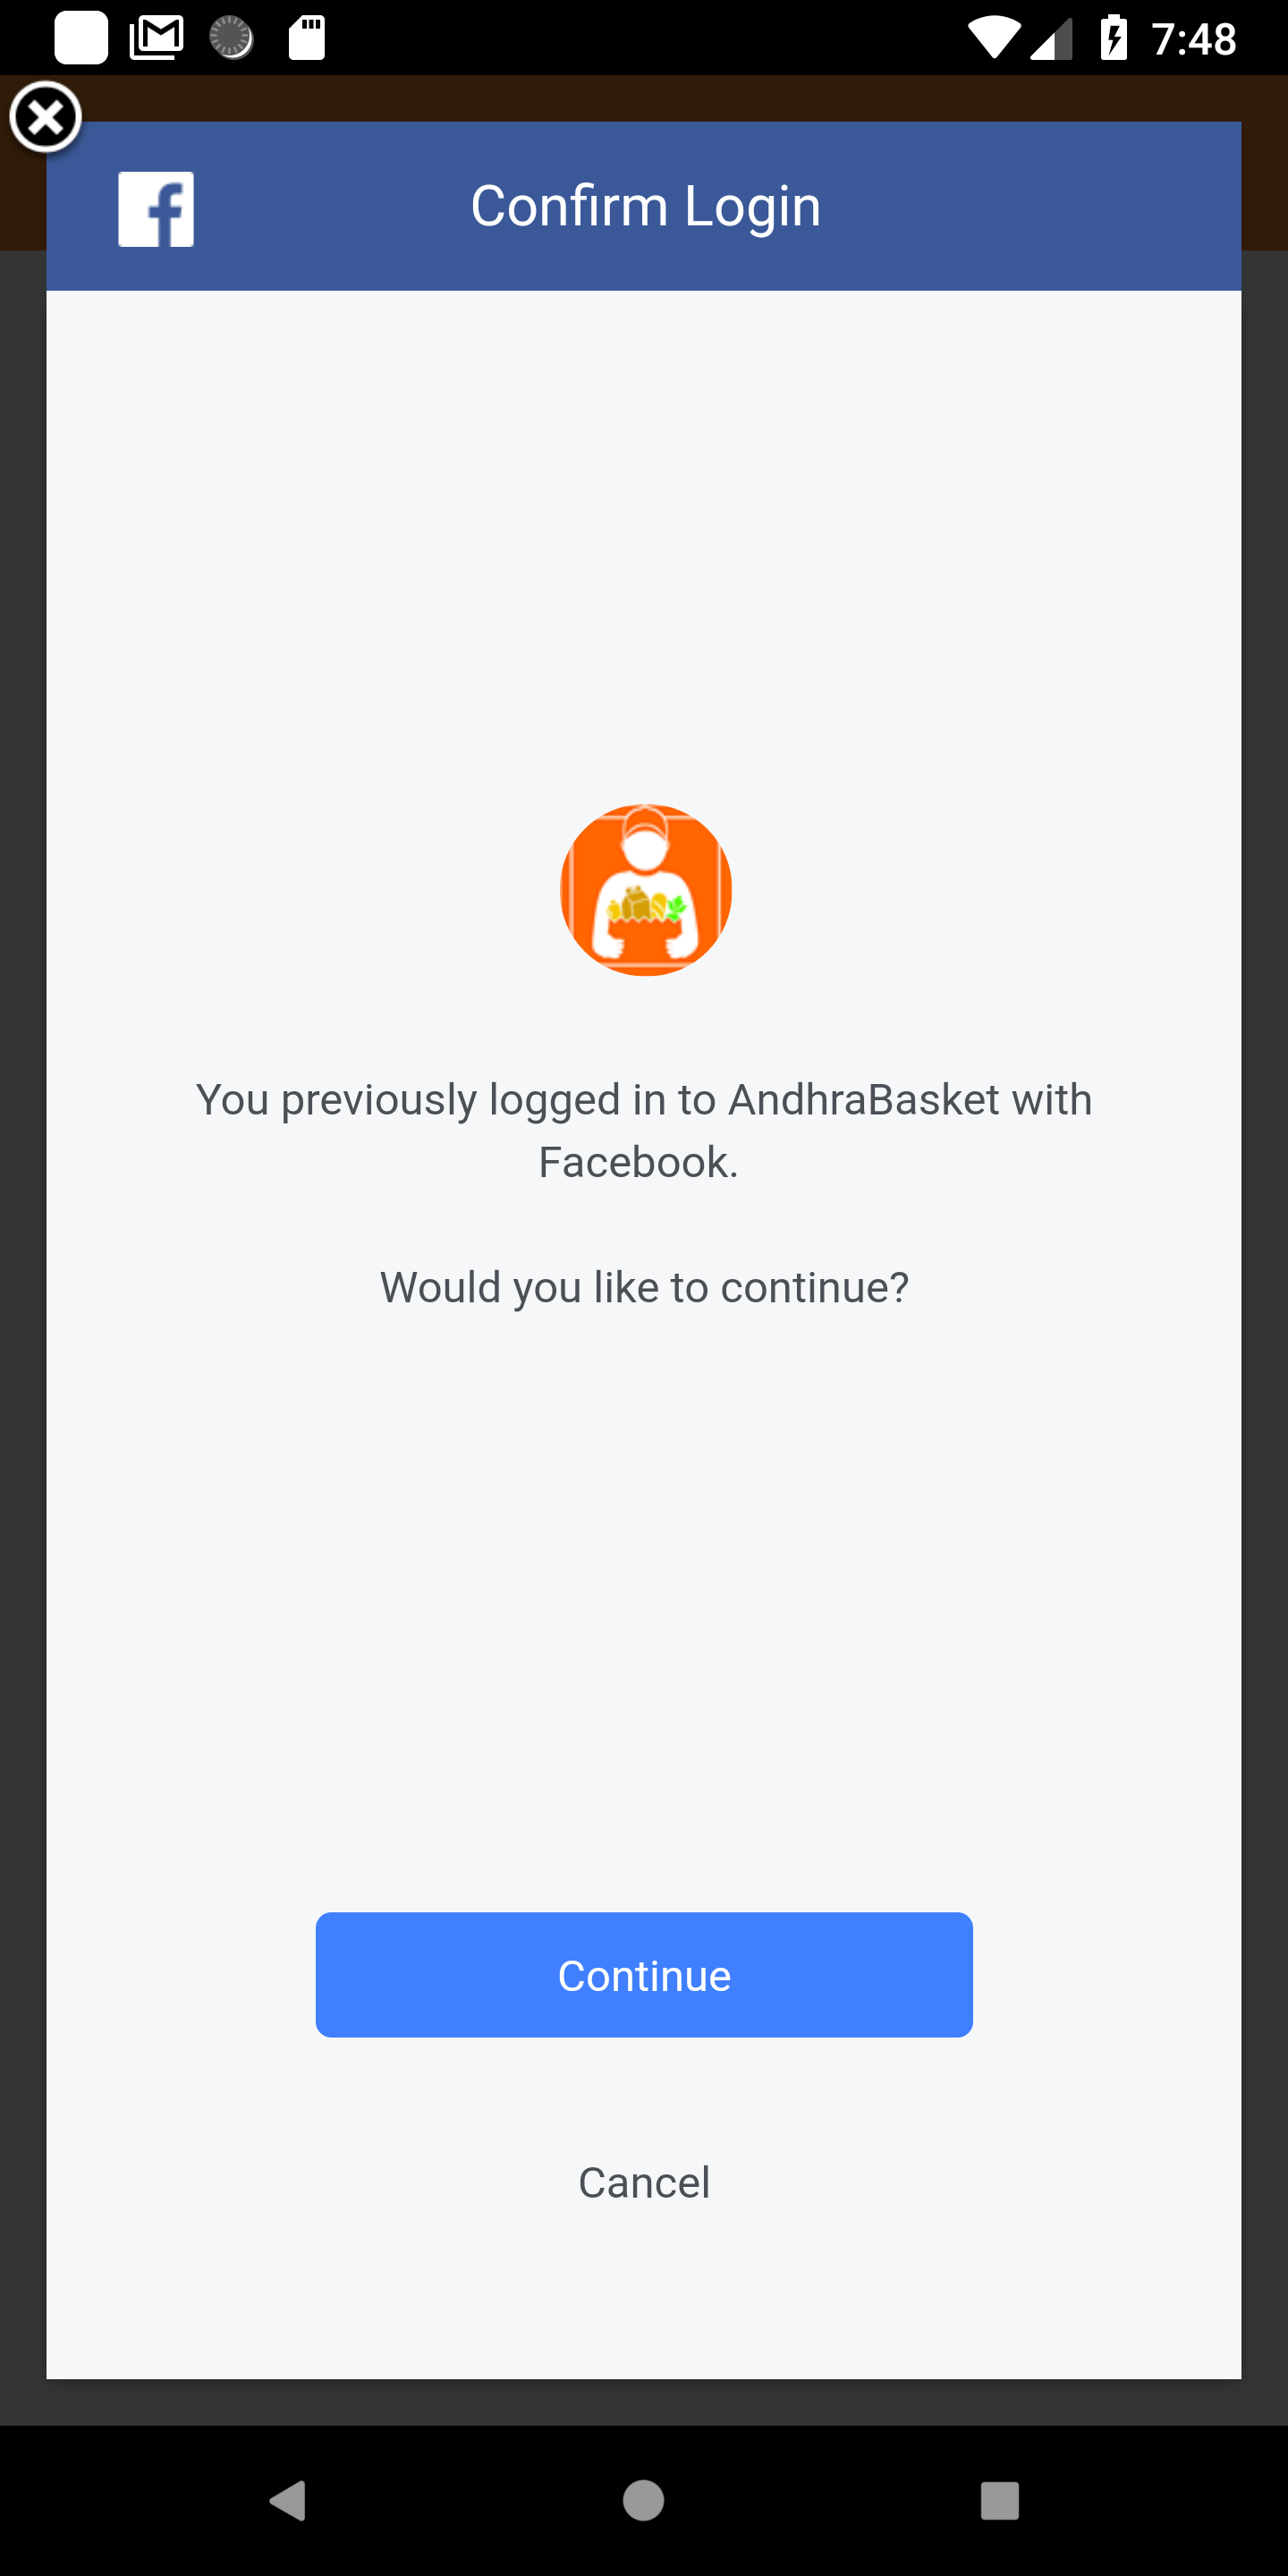 7:48
Confirm Login
You previously logged in to AndhraBasket with
Facebook.
Would you like to continue?
Continue
Cancel